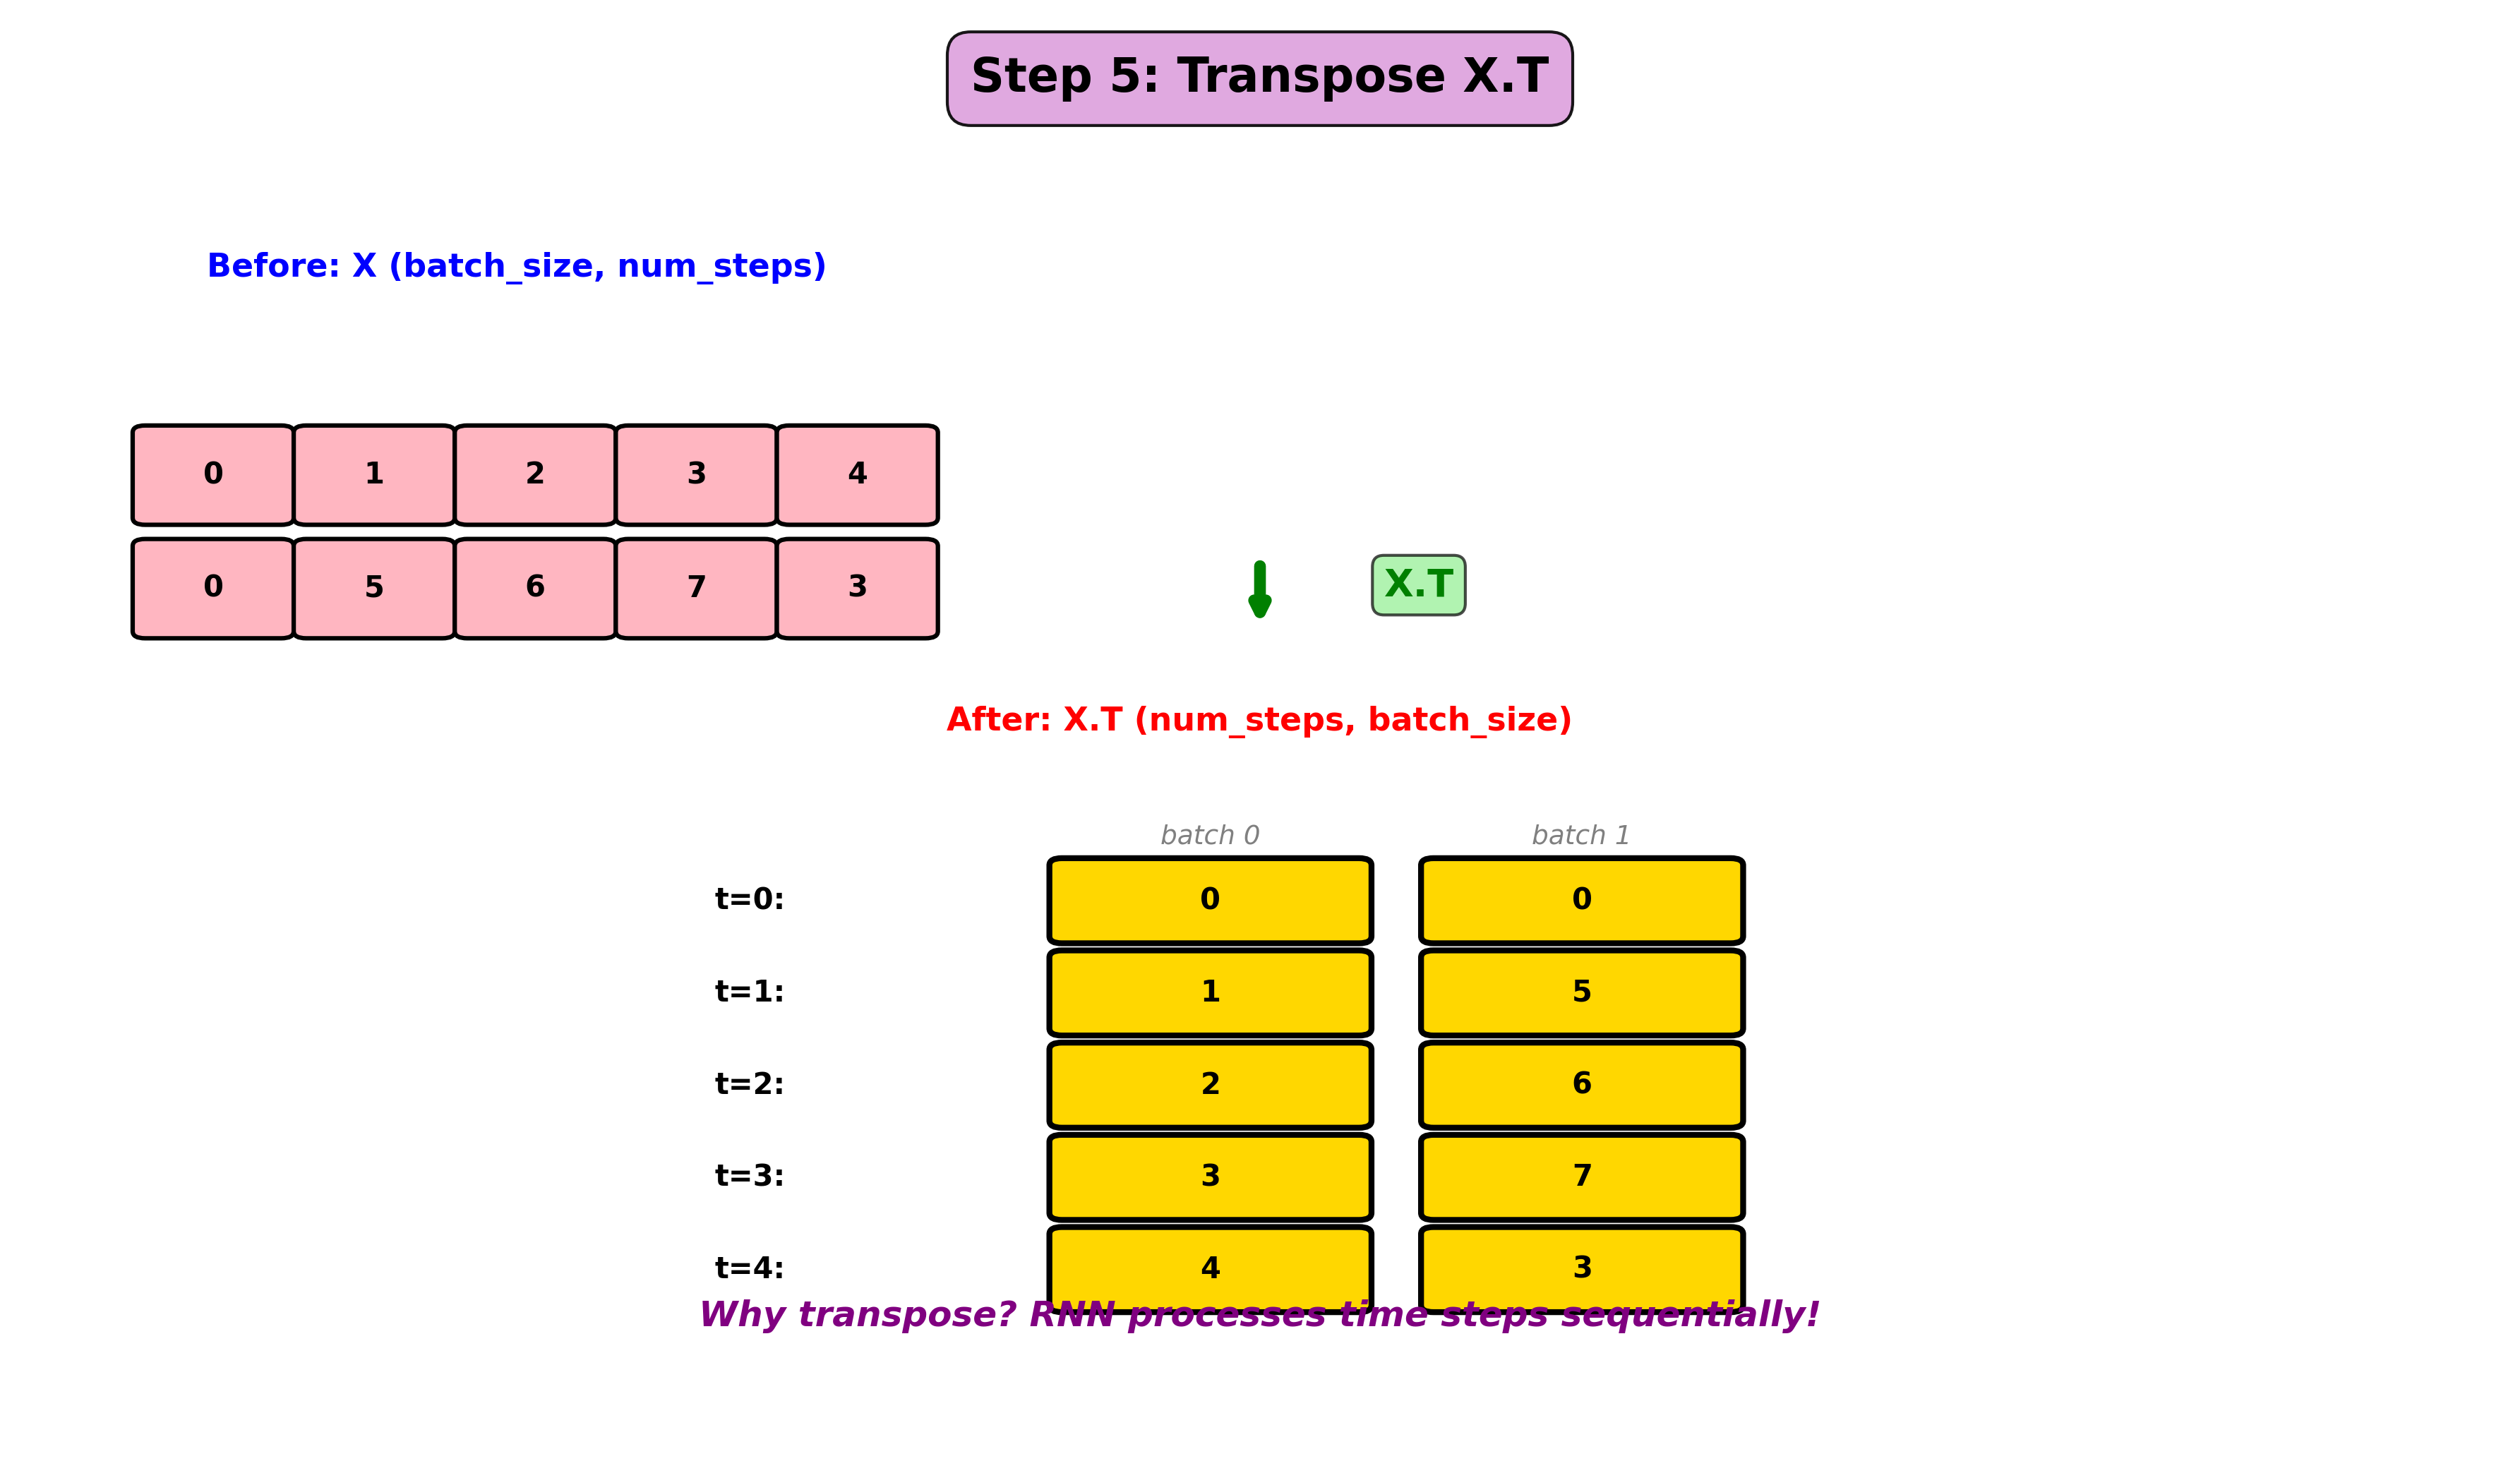 Step 5: Transpose X.T
Before: X (batch_size, num_steps)
0 1 2 3 4
0 5 6 7 3
X.T
After: X.T (num_steps, batch_size)
batch 0 batch 1
t=0: 0 0
t=1: 1 5
t=2: 2 6
t=3: 3 7
t=4: 4 3
Why transpose? RNN processes time steps sequentially!